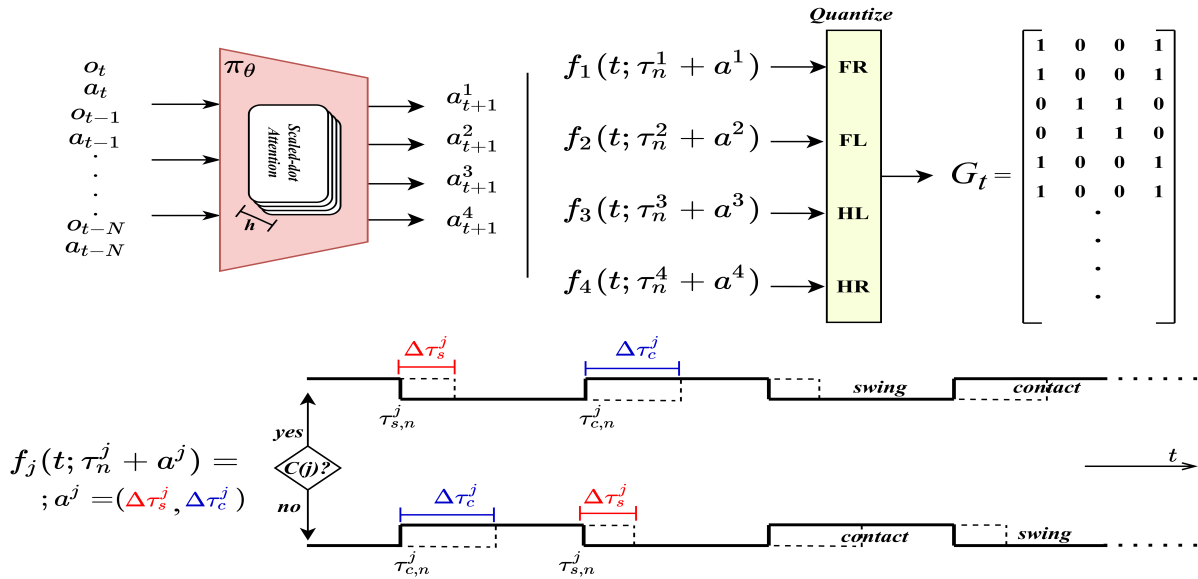 o_t
a_t
o_{t-1}
a_{t-1}
.
.
.
.
o_{t-N}
a_{t-N}
π_θ
Scaled-dot
Attention
h
a^1_{t+1}
a^2_{t+1}
a^3_{t+1}
a^4_{t+1}
f_1(t; τ^1_n + a^1)
f_2(t; τ^2_n + a^2)
f_3(t; τ^3_n + a^3)
f_4(t; τ^4_n + a^4)
Quantize
FR
FL
HL
HR
G_t =
1 0 0 1
1 0 0 1
0 1 1 0
0 1 1 0
1 0 0 1
1 0 0 1
.
.
.
.
Δτ^j_s
Δτ^j_c
swing
contact
τ^j_{s,n}
τ^j_{c,n}
yes
f_j(t; τ^j_n + a^j) =
; a^j =(Δτ^j_s, Δτ^j_c)
C(j)?
no
t
Δτ^j_c
Δτ^j_s
contact
swing
τ^j_{c,n}
τ^j_{s,n}